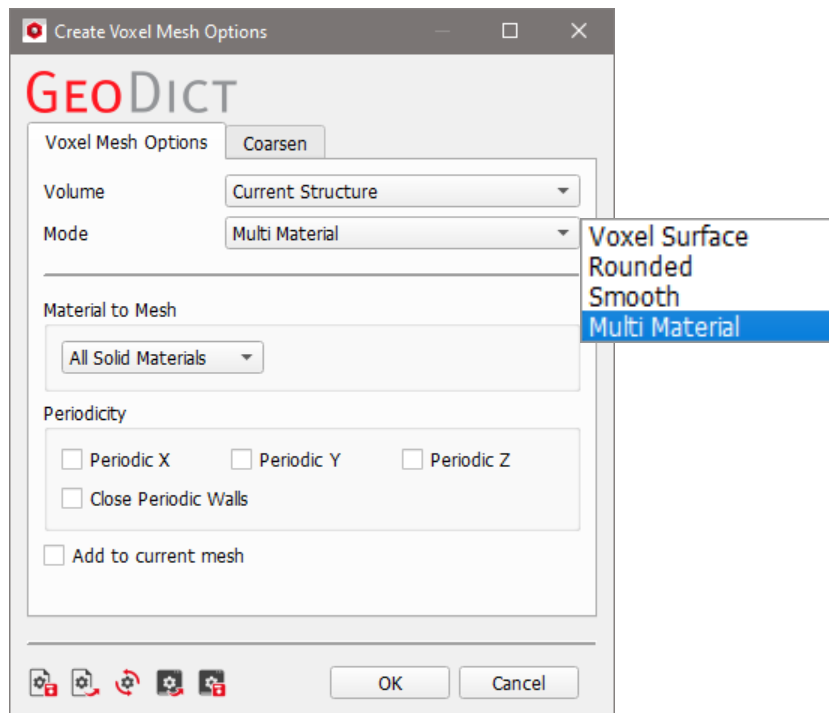 Create Voxel Mesh Options
GEODICT
Voxel Mesh Options Coarsen
Volume Current Structure
Mode Multi Material
Voxel Surface
Rounded
Smooth
Multi Material
Material to Mesh
All Solid Materials
Periodicity
Periodic X Periodic Y Periodic Z
Close Periodic Walls
Add to current mesh
OK Cancel